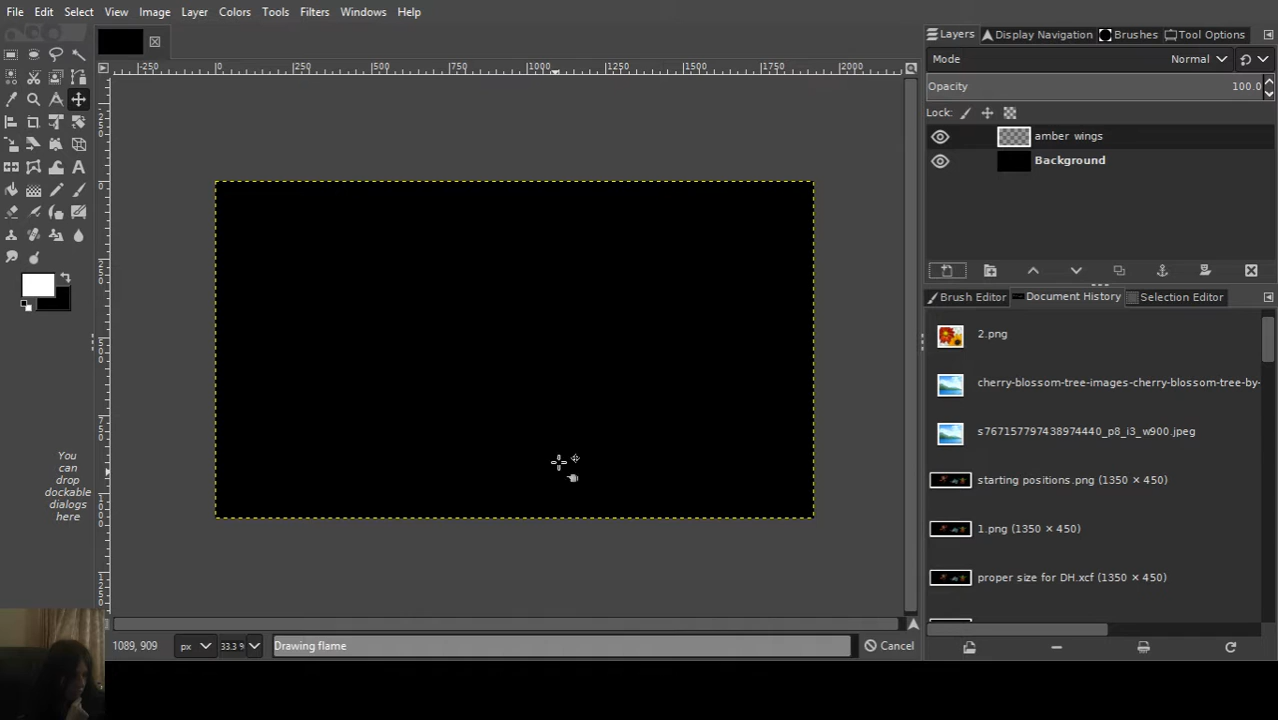 File Edit Select View Image Layer Colors Tools Filters Windows Help
Layers Display Navigation Brushes Tool Options
Mode Normal
Opacity 100.0
Lock:
amber wings
Background
-250 0 250 500 750 1000 1250 1500 1750 2000
Brush Editor Document History Selection Editor
2.png
cherry-blossom-tree-images-cherry-blossom-tree-by-
s767157797438974440_p8_i3_w900.jpeg
starting positions.png (1350 × 450)
1.png (1350 × 450)
proper size for DH.xcf (1350 × 450)
You
can
drop
dockable
dialogs
here
1089, 909 px 33.3 % Drawing flame Cancel